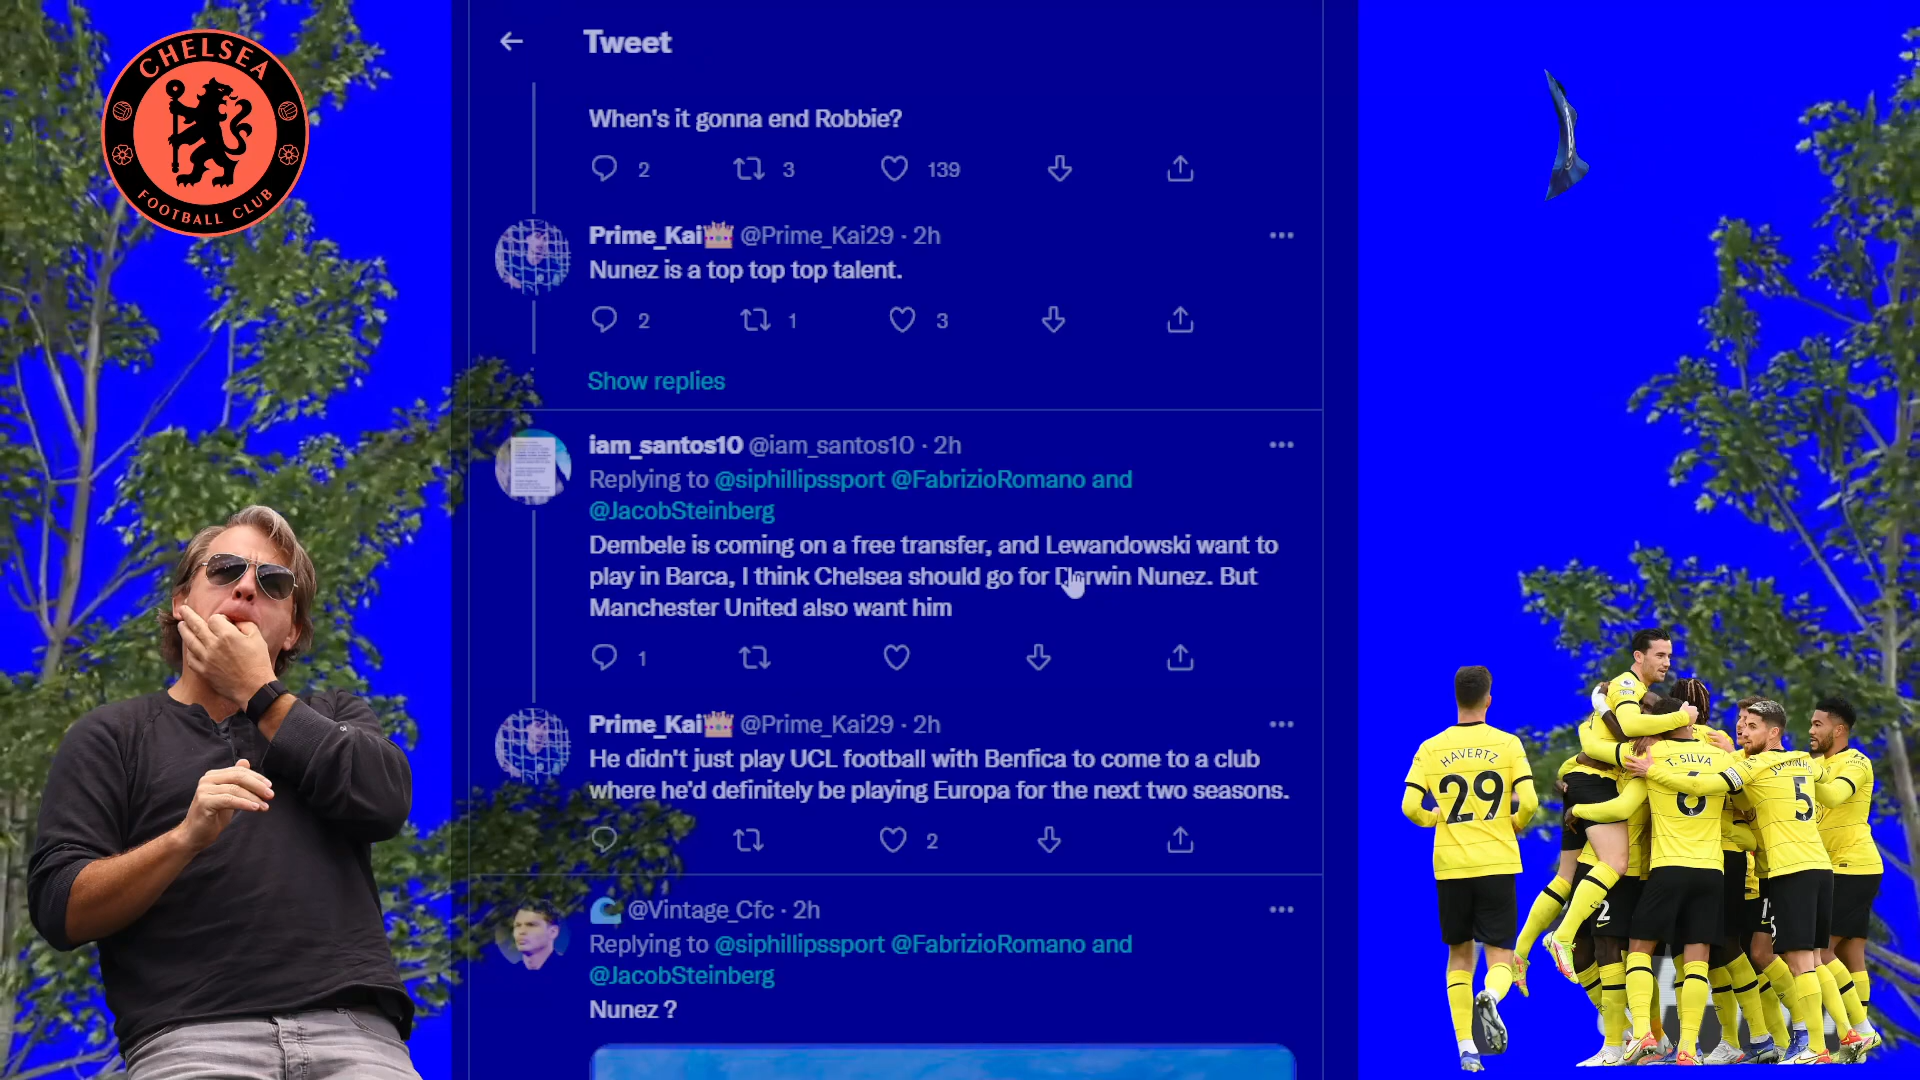 CHELSEA
FOOTBALL CLUB
Tweet
When's it gonna end Robbie?
2 3 139
Prime_Kai @Prime_Kai29 · 2h
Nunez is a top top top talent.
2 1 3
Show replies
iam_santos10 @iam_santos10 · 2h
Replying to @siphillipssport @FabrizioRomano and
@JacobSteinberg
Dembele is coming on a free transfer, and Lewandowski want to
play in Barca, I think Chelsea should go for Darwin Nunez. But
Manchester United also want him
1
Prime_Kai @Prime_Kai29 · 2h
He didn't just play UCL football with Benfica to come to a club
where he'd definitely be playing Europa for the next two seasons.
2
@Vintage_Cfc · 2h
Replying to @siphillipssport @FabrizioRomano and
@JacobSteinberg
Nunez ?
HAVERTZ
29
T. SILVA
6
JORGINHO
5
2